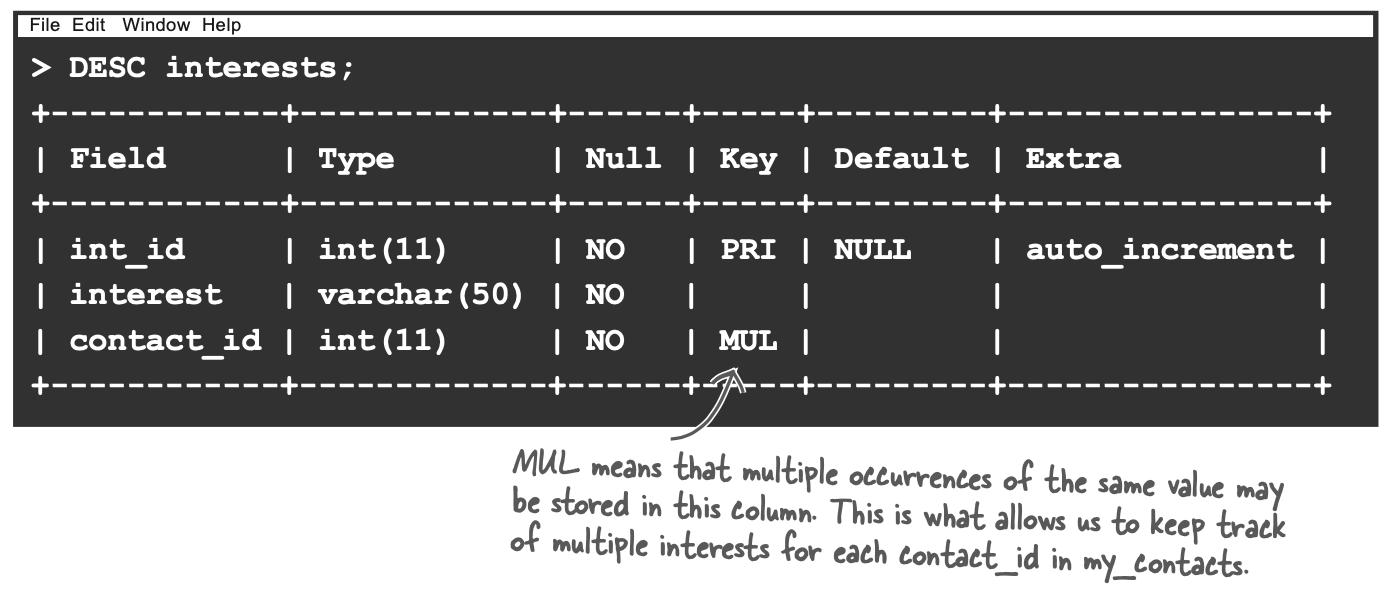 File Edit Window Help
> DESC interests;
+------------+-------------+------+-----+---------+----------------+
| Field      | Type        | Null | Key | Default | Extra          |
+------------+-------------+------+-----+---------+----------------+
| int_id     | int(11)     | NO   | PRI | NULL    | auto_increment |
| interest   | varchar(50) | NO   |     |         |                |
| contact_id | int(11)     | NO   | MUL |         |                |
+------------+-------------+------+-----+---------+----------------+
MUL means that multiple occurrences of the same value may
be stored in this column. This is what allows us to keep track
of multiple interests for each contact_id in my_contacts.